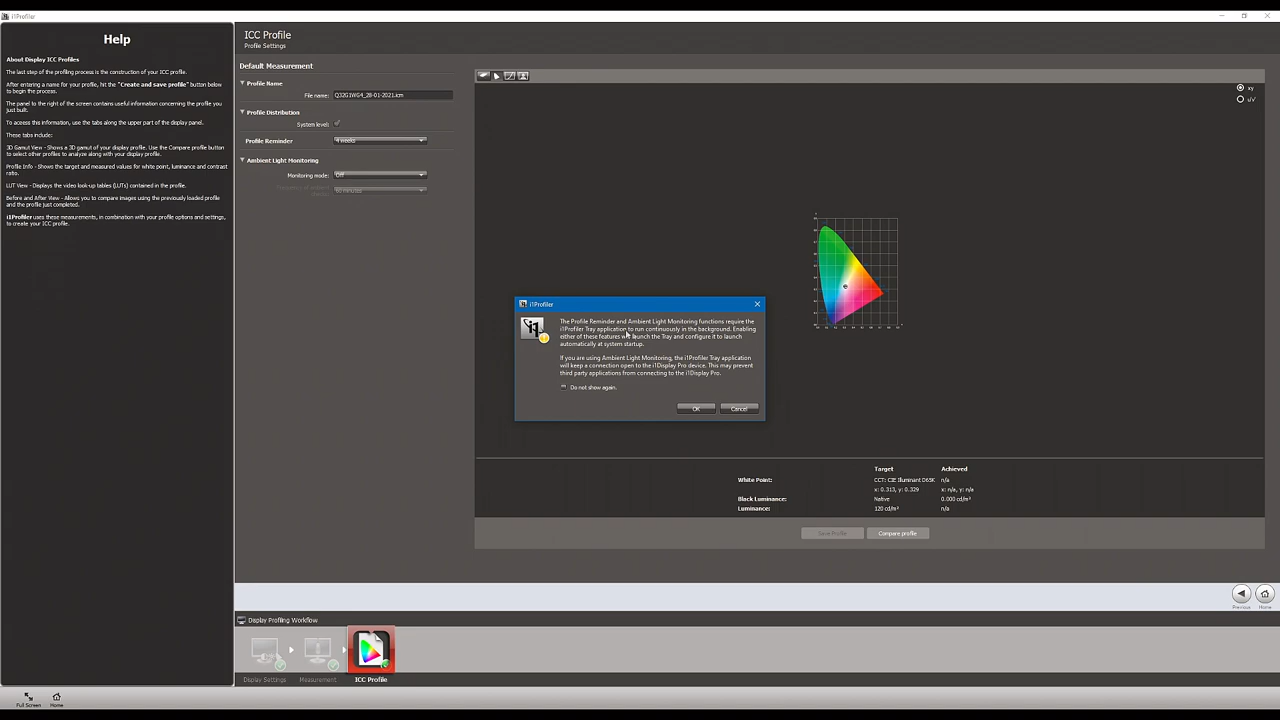 i1Profiler
Help
About Display ICC Profiles
The last step of the profiling process is the construction of your ICC profile.
After entering a name for your profile, hit the "Create and save profile" button below
to begin the process.
The panel to the right of the screen contains useful information concerning the profile you
just built.
To access this information, use the tabs along the upper part of the display panel.
These tabs include:
3D Gamut View - Shows a 3D gamut of your display profile. Use the Compare profile button
to select other profiles to analyze along with your display profile.
Profile Info - Shows the target and measured values for white point, luminance and contrast
ratio.
LUT View - Displays the video look-up tables (LUTs) contained in the profile.
Before and After View - Allows you to compare images using the previously loaded profile
and the profile just completed.
i1Profiler uses these measurements, in combination with your profile options and settings,
to create your ICC profile.
ICC Profile
Profile Settings
Default Measurement
Profile Name
File name: Q32G1WG4_28-01-2021.icm
Profile Distribution
System level: ✓
Profile Reminder 4 weeks
Ambient Light Monitoring
Monitoring mode: Off
60 minutes
xy
u'v'
i1Profiler
The Profile Reminder and Ambient Light Monitoring functions require the
i1Profiler Tray application to run continuously in the background. Enabling
either of these features will launch the Tray and configure it to launch
automatically at system startup.
If you are using Ambient Light Monitoring, the i1Profiler Tray application
will keep a connection open to the i1Display Pro device. This may prevent
third party applications from connecting to the i1Display Pro.
Do not show again.
OK Cancel
Target Achieved
White Point: CCT: CIE Illuminant D65K n/a
x: 0.313, y: 0.329 x: n/a, y: n/a
Black Luminance: Native 0.000 cd/m²
Luminance: 120 cd/m² n/a
Save Profile Compare profile
Previous Home
Display Profiling Workflow
Display Settings Measurement ICC Profile
Full Screen Home